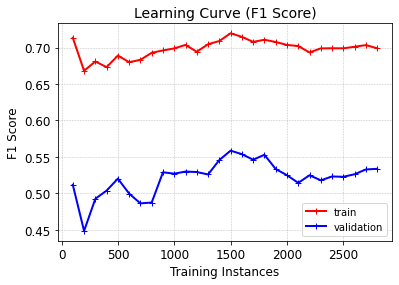 Learning Curve (F1 Score)
F1 Score
0.70
0.65
0.60
0.55
0.50
0.45
0
500
1000
1500
2000
2500
Training Instances
train
validation